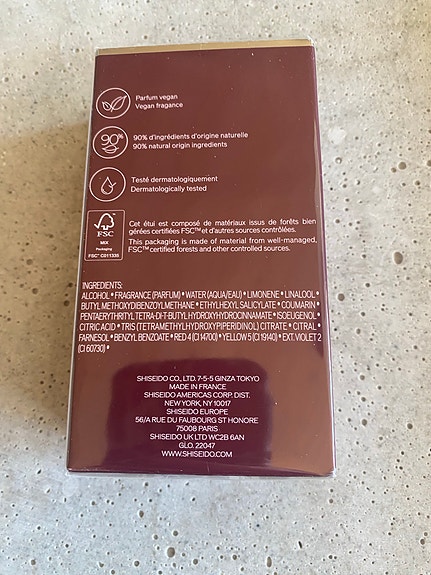 Parfum vegan
Vegan fragance
90%
90% d'ingrédients d'origine naturelle
90% natural origin ingredients
Testé dermatologiquement
Dermatologically tested
FSC
MIX
Packaging
FSC™ C011335
Cet étui est composé de matériaux issus de forêts bien
gérées certifiées FSC™ et d'autres sources contrôlées.
This packaging is made of material from well-managed,
FSC™ certified forests and other controlled sources.
INGREDIENTS:
ALCOHOL • FRAGRANCE (PARFUM) • WATER (AQUA/EAU) • LIMONENE • LINALOOL •
BUTYL METHOXYDIBENZOYLMETHANE • ETHYLHEXYL SALICYLATE • COUMARIN •
PENTAERYTHRITYL TETRA-DI-T-BUTYL HYDROXYHYDROCINNAMATE • ISOEUGENOL •
CITRIC ACID • TRIS (TETRAMETHYLHYDROXYPIPERIDINOL) CITRATE • CITRAL •
FARNESOL • BENZYL BENZOATE • RED 4 (CI 14700) • YELLOW 5 (CI 19140) • EXT. VIOLET 2
(CI 60730) •
SHISEIDO CO., LTD. 7-5-5 GINZA TOKYO
MADE IN FRANCE
SHISEIDO AMERICAS CORP. DIST.
NEW YORK, NY 10017
SHISEIDO EUROPE
56/A RUE DU FAUBOURG ST HONORE
75008 PARIS
SHISEIDO UK LTD WC2B 6AN
GLO. 22047
WWW.SHISEIDO.COM